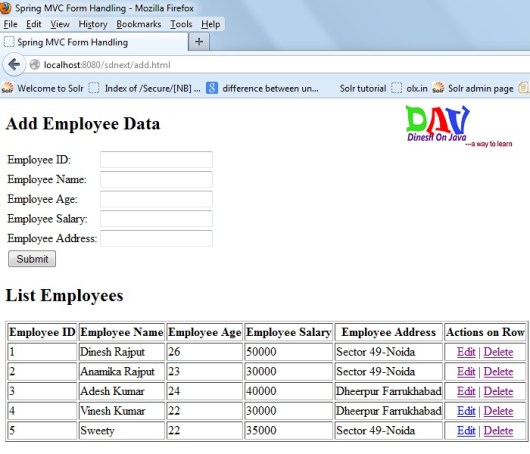 Spring MVC Form Handling - Mozilla Firefox
File Edit View History Bookmarks Tools Help
Spring MVC Form Handling +
localhost:8080/sdnext/add.html
Solr Welcome to Solr Index of /Secure/[NB] ... 8 difference between un... Solr tutorial olx.in Solr Solr admin page
Add Employee Data
DAV
Dinesh On Java
---a way to learn
Employee ID:
Employee Name:
Employee Age:
Employee Salary:
Employee Address:
Submit
List Employees
Employee ID Employee Name Employee Age Employee Salary Employee Address Actions on Row
1 Dinesh Rajput 26 50000 Sector 49-Noida Edit | Delete
2 Anamika Rajput 23 30000 Sector 49-Noida Edit | Delete
3 Adesh Kumar 24 40000 Dheerpur Farrukhabad Edit | Delete
4 Vinesh Kumar 22 30000 Dheerpur Farrukhabad Edit | Delete
5 Sweety 22 35000 Sector 49-Noida Edit | Delete